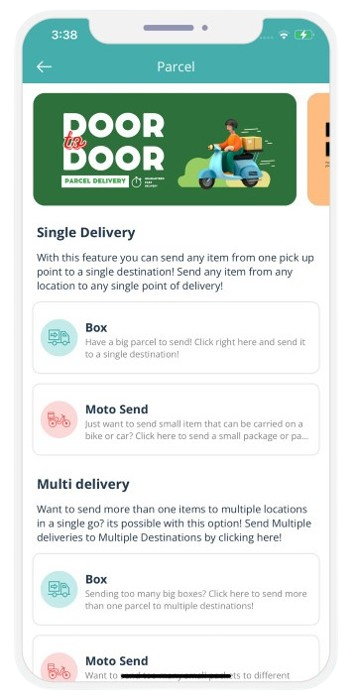 3:38
Parcel
DOOR
to
DOOR
PARCEL DELIVERY
Single Delivery
With this feature you can send any item from one pick up
point to a single destination! Send any item from any
location to any single point of delivery!
Box
Have a big parcel to send! Click right here and send it
to a single destination!
Moto Send
Just want to send small item that can be carried on a
bike or car? Click here to send a small package or pa...
Multi delivery
Want to send more than one items to multiple locations
in a single go? its possible with this option! Send Multiple
deliveries to Multiple Destinations by clicking here!
Box
Sending too many big boxes? Click here to send more
than one parcel to multiple destinations!
Moto Send
Want to send too many small packets to different